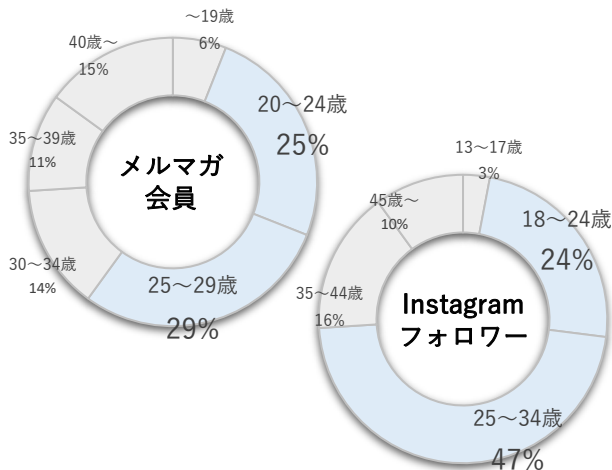 ～19歳
6%
20～24歳
25%
25～29歳
29%
30～34歳
14%
35～39歳
11%
40歳～
15%
メルマガ
会員
13～17歳
3%
18～24歳
24%
25～34歳
47%
35～44歳
16%
45歳～
10%
Instagram
フォロワー